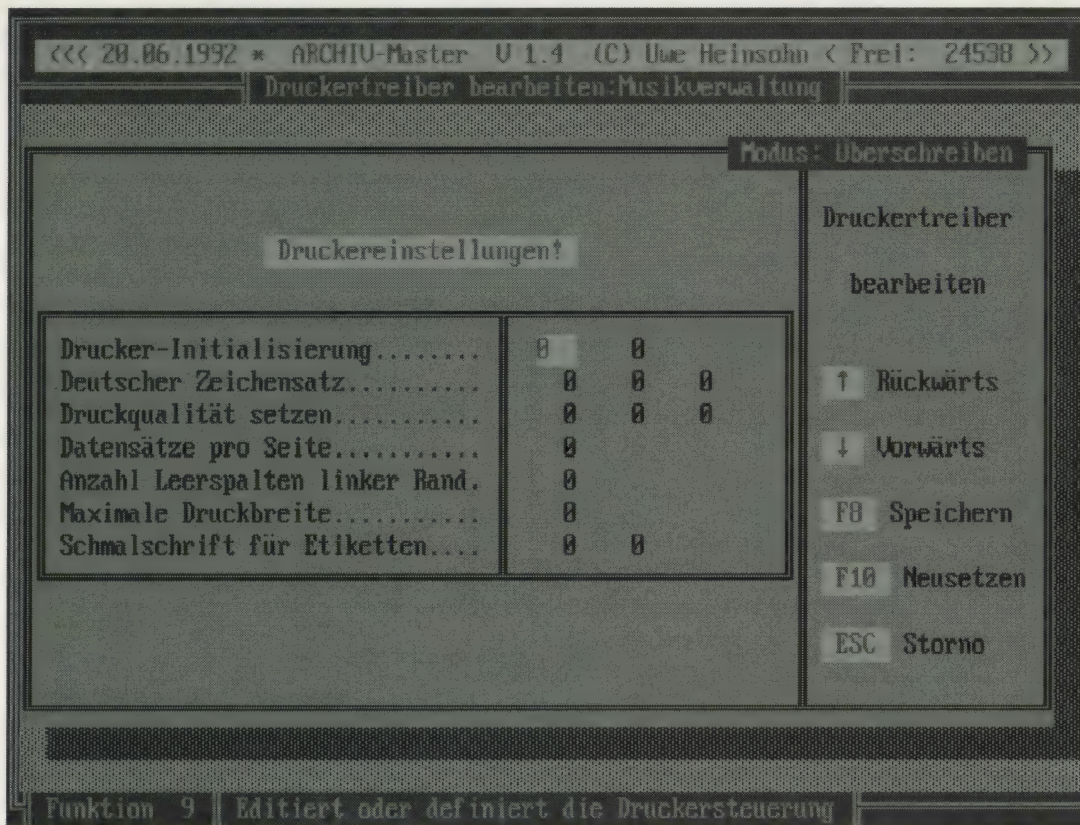 <<< 20.06.1992 * ARCHIV-Master V 1.4 (C) Uwe Heinsohn < Frei: 24538 >>
Druckertreiber bearbeiten:Musikverwaltung
Modus: Überschreiben
Druckereinstellungen!
Drucker-Initialisierung........ 0 0
Deutscher Zeichensatz.......... 0 0 0
Druckqualität setzen........... 0 0 0
Datensätze pro Seite........... 0
Anzahl Leerspalten linker Rand. 0
Maximale Druckbreite........... 0
Schmalschrift für Etiketten.... 0 0
Druckertreiber
bearbeiten
↑ Rückwärts
↓ Vorwärts
F8 Speichern
F10 Neusetzen
ESC Storno
Funktion 9 Editiert oder definiert die Druckersteuerung